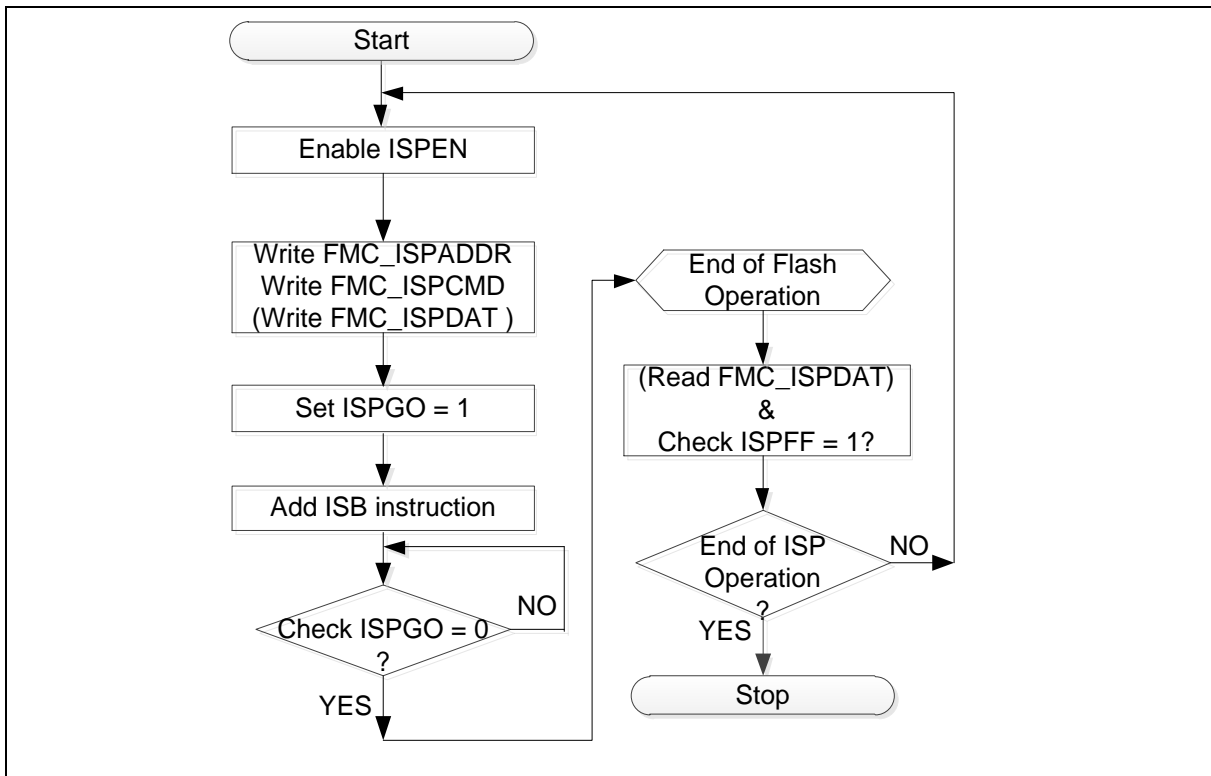 Start
Enable ISPEN
Write FMC_ISPADDR
Write FMC_ISPCMD
(Write FMC_ISPDAT )
Set ISPGO = 1
Add ISB instruction
Check ISPGO = 0
?
NO
YES
End of Flash
Operation
(Read FMC_ISPDAT)
&
Check ISPFF = 1?
End of ISP
Operation
?
NO
YES
Stop